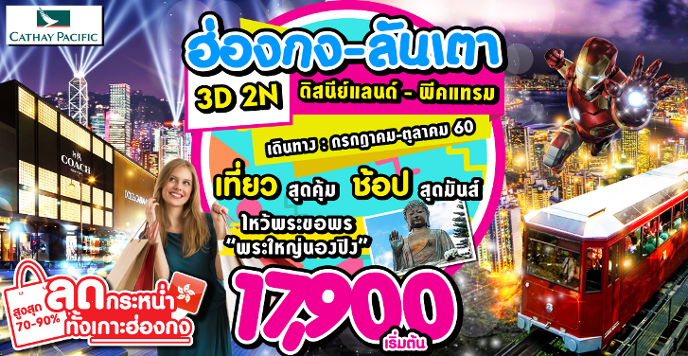 CATHAY PACIFIC
ฮ่องกง-ลันเตา
3D 2N ดิสนีย์แลนด์ - พีคแทรม
เดินทาง : กรกฎาคม-ตุลาคม 60
เที่ยว สุดคุ้ม ช้อป สุดมันส์
ไหว้พระขอพร
“พระใหญ่นองปิง”
COACH
DOLCE&GABBANA
สูงสุด
70-90%
ลดกระหน่ำ
ทั้งเกาะฮ่องกง
17,900
เริ่มต้น